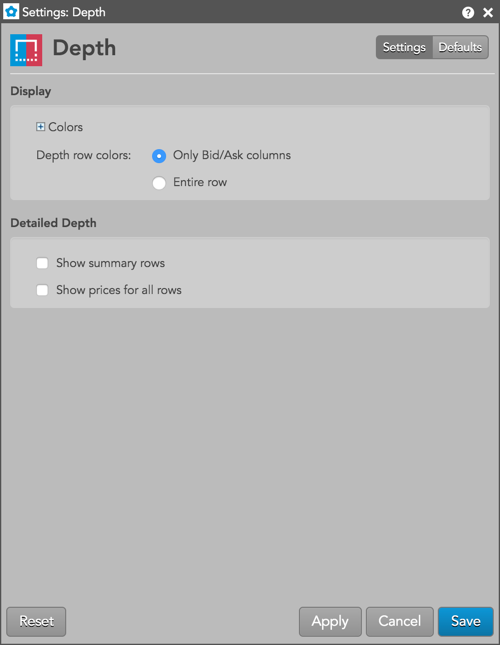 Settings: Depth
Depth
Settings Defaults
Display
Colors
Depth row colors: Only Bid/Ask columns
Entire row
Detailed Depth
Show summary rows
Show prices for all rows
Reset Apply Cancel Save